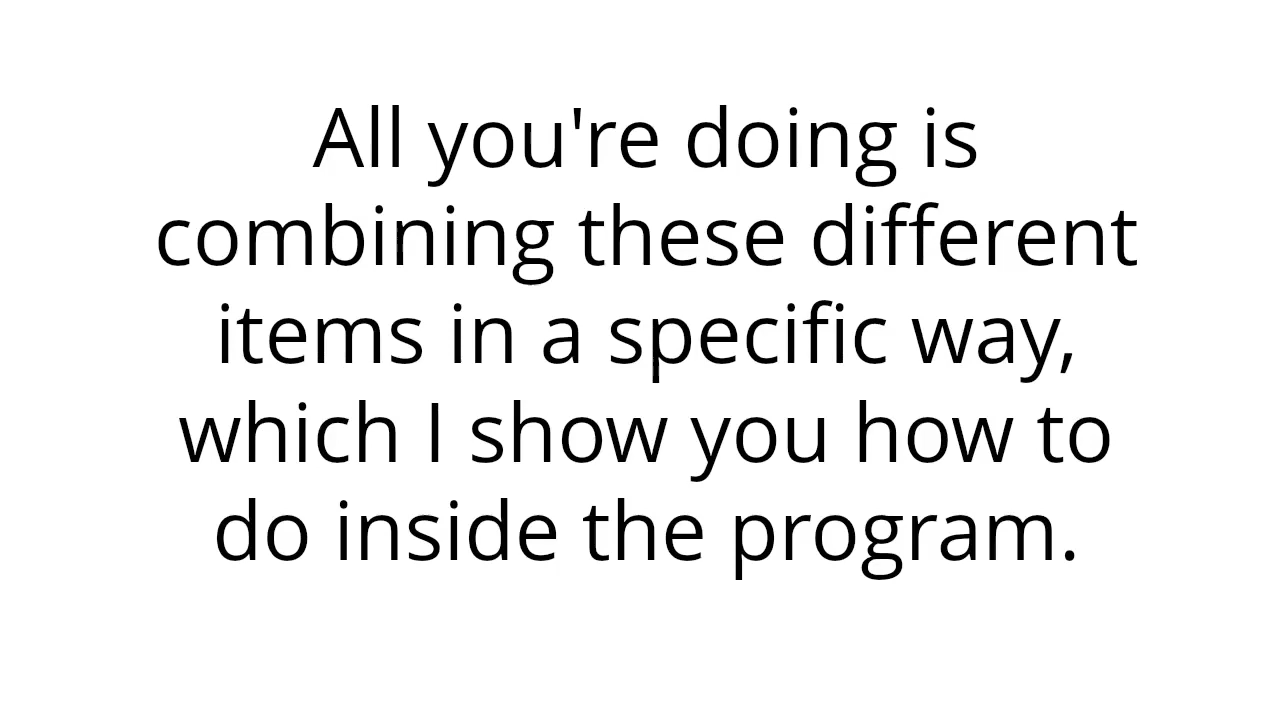 All you're doing is
combining these different
items in a specific way,
which I show you how to
do inside the program.